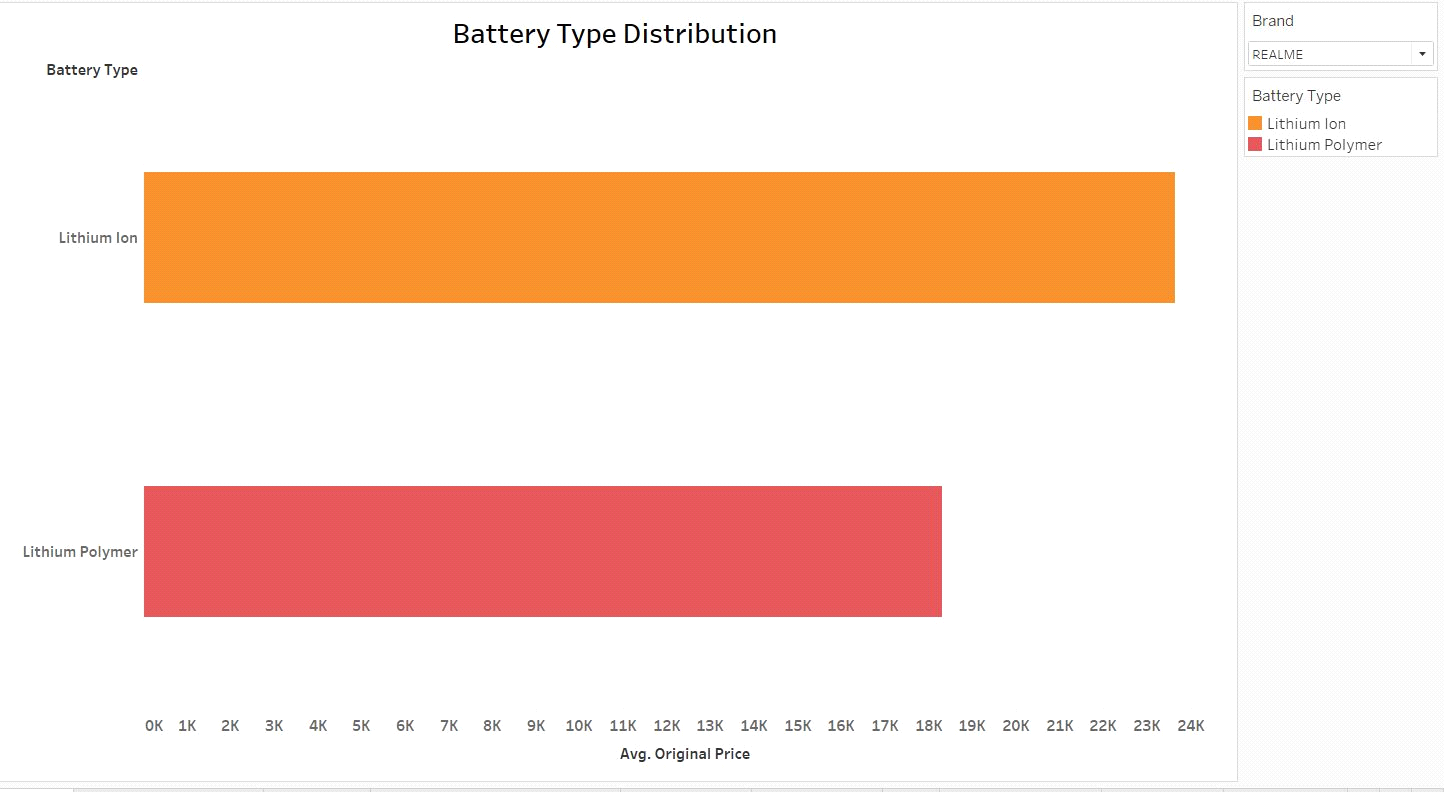 Battery Type Distribution
Battery Type
Lithium Ion
Lithium Polymer
0K 1K 2K 3K 4K 5K 6K 7K 8K 9K 10K 11K 12K 13K 14K 15K 16K 17K 18K 19K 20K 21K 22K 23K 24K
Avg. Original Price
Brand
REALME
Battery Type
Lithium Ion
Lithium Polymer